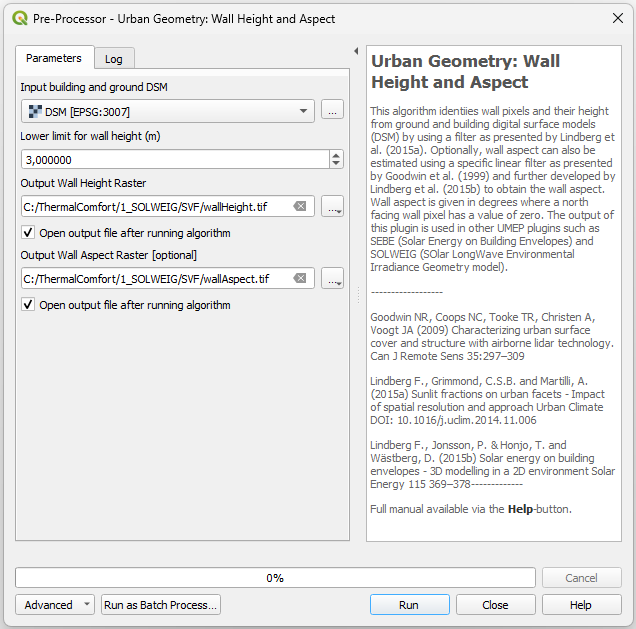 Pre-Processor - Urban Geometry: Wall Height and Aspect
Parameters
Log
Input building and ground DSM
DSM [EPSG:3007]
...
Lower limit for wall height (m)
3,000000
Output Wall Height Raster
C:/ThermalComfort/1_SOLWEIG/SVF/wallHeight.tif
...
Open output file after running algorithm
Output Wall Aspect Raster [optional]
C:/ThermalComfort/1_SOLWEIG/SVF/wallAspect.tif
...
Open output file after running algorithm
Urban Geometry: Wall
Height and Aspect
This algorithm identiies wall pixels and their height
from ground and building digital surface models
(DSM) by using a filter as presented by Lindberg et
al. (2015a). Optionally, wall aspect can also be
estimated using a specific linear filter as presented
by Goodwin et al. (1999) and further developed by
Lindberg et al. (2015b) to obtain the wall aspect.
Wall aspect is given in degrees where a north
facing wall pixel has a value of zero. The output of
this plugin is used in other UMEP plugins such as
SEBE (Solar Energy on Building Envelopes) and
SOLWEIG (SOlar LongWave Environmental
Irradiance Geometry model).
------------------
Goodwin NR, Coops NC, Tooke TR, Christen A,
Voogt JA (2009) Characterizing urban surface
cover and structure with airborne lidar technology.
Can J Remote Sens 35:297–309
Lindberg F., Grimmond, C.S.B. and Martilli, A.
(2015a) Sunlit fractions on urban facets - Impact
of spatial resolution and approach Urban Climate
DOI: 10.1016/j.uclim.2014.11.006
Lindberg F., Jonsson, P. & Honjo, T. and
Wästberg, D. (2015b) Solar energy on building
envelopes - 3D modelling in a 2D environment Solar
Energy 115 369–378-------------
Full manual available via the Help-button.
0%
Cancel
Advanced
Run as Batch Process...
Run
Close
Help